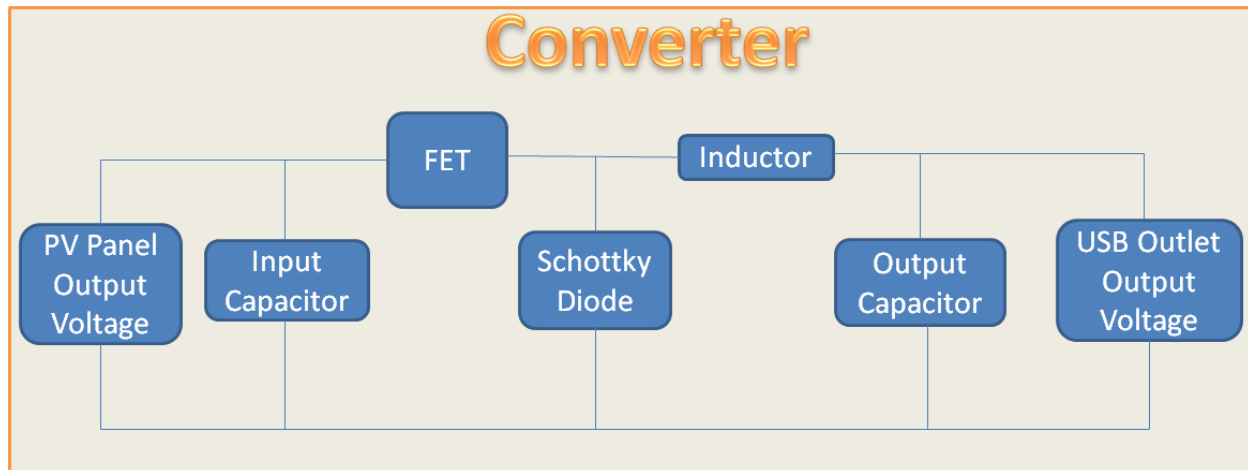 Converter
FET
Inductor
PV Panel
Output
Voltage
Input
Capacitor
Schottky
Diode
Output
Capacitor
USB Outlet
Output
Voltage